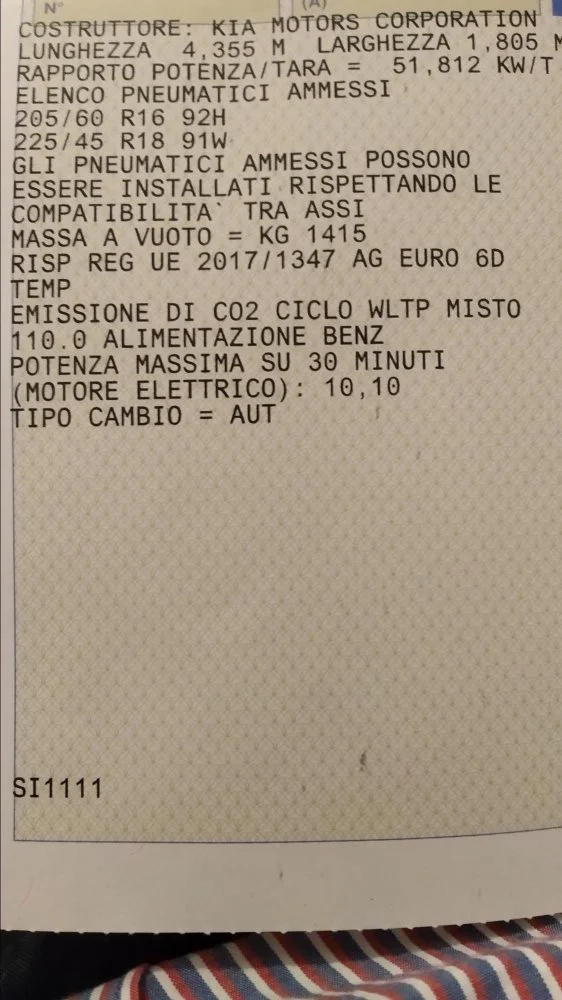 N°
(A)
COSTRUTTORE: KIA MOTORS CORPORATION
LUNGHEZZA 4,355 M LARGHEZZA 1,805 M
RAPPORTO POTENZA/TARA = 51,812 KW/T
ELENCO PNEUMATICI AMMESSI
205/60 R16 92H
225/45 R18 91W
GLI PNEUMATICI AMMESSI POSSONO
ESSERE INSTALLATI RISPETTANDO LE
COMPATIBILITA` TRA ASSI
MASSA A VUOTO = KG 1415
RISP REG UE 2017/1347 AG EURO 6D
TEMP
EMISSIONE DI CO2 CICLO WLTP MISTO
110.0 ALIMENTAZIONE BENZ
POTENZA MASSIMA SU 30 MINUTI
(MOTORE ELETTRICO): 10,10
TIPO CAMBIO = AUT
SI1111